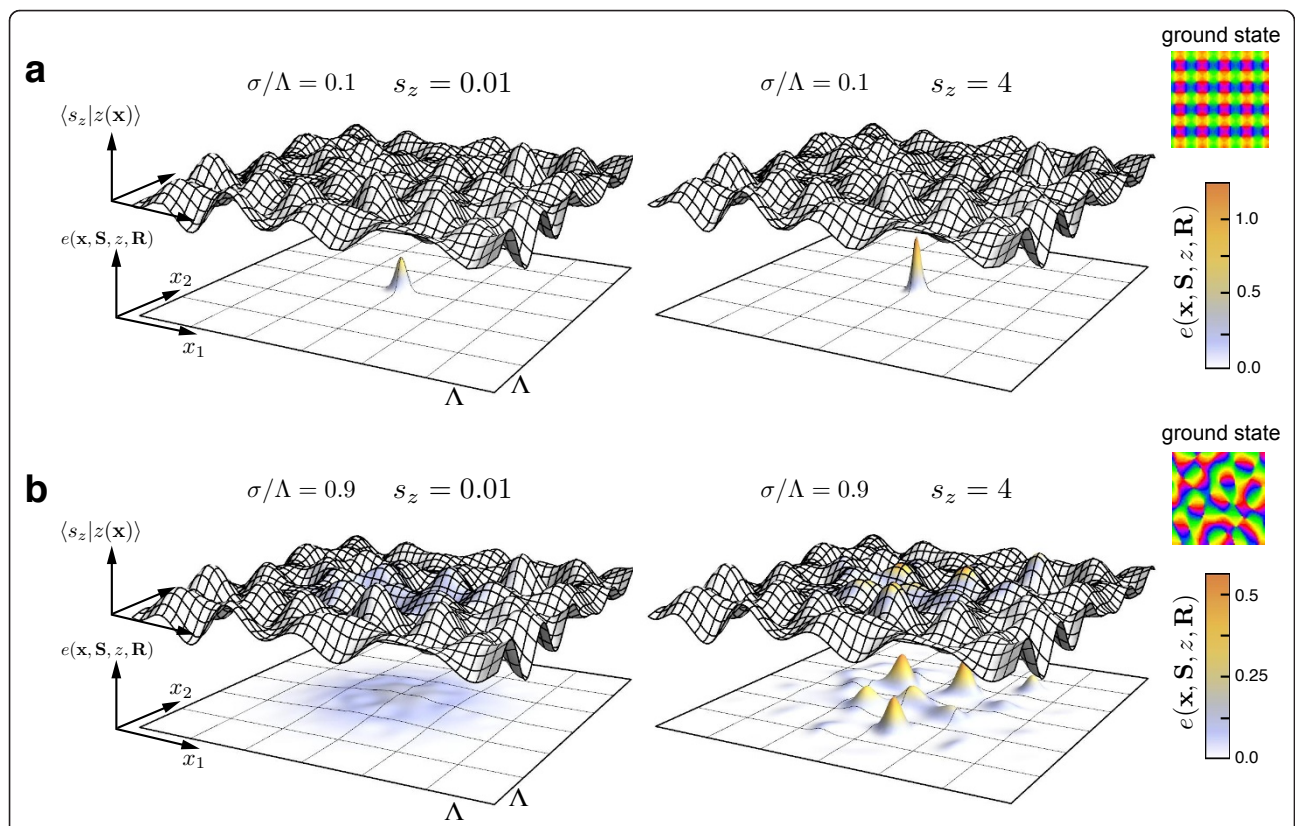 ground state
a
σ/Λ = 0.1 s_z = 0.01
σ/Λ = 0.1 s_z = 4
⟨s_z|z(𝐱)⟩
e(𝐱, 𝐒, z, 𝐑)
x_2
x_1
Λ
Λ
1.0
0.5
0.0
e(𝐱, 𝐒, z, 𝐑)
ground state
b
σ/Λ = 0.9 s_z = 0.01
σ/Λ = 0.9 s_z = 4
⟨s_z|z(𝐱)⟩
e(𝐱, 𝐒, z, 𝐑)
x_2
x_1
Λ
Λ
0.5
0.25
0.0
e(𝐱, 𝐒, z, 𝐑)